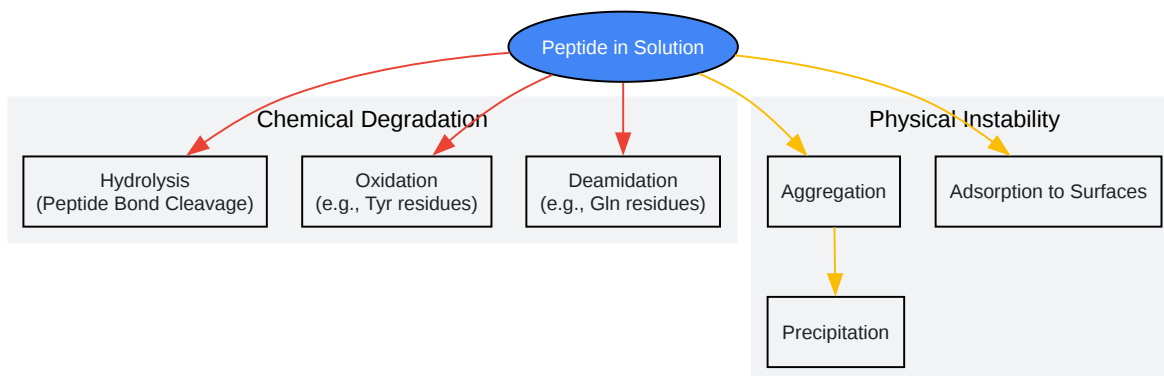 Peptide in Solution
Chemical Degradation
Physical Instability
Hydrolysis
(Peptide Bond Cleavage)
Oxidation
(e.g., Tyr residues)
Deamidation
(e.g., Gln residues)
Aggregation
Adsorption to Surfaces
Precipitation